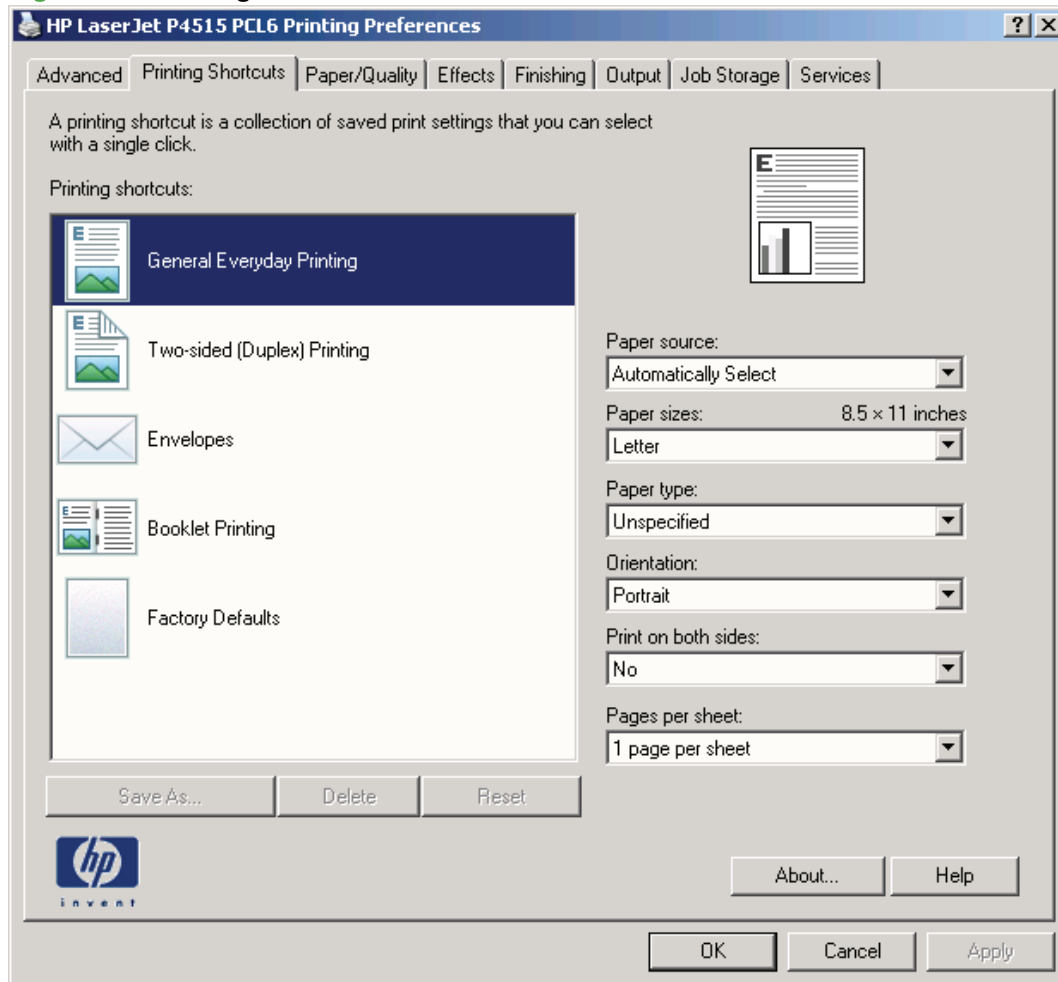 HP LaserJet P4515 PCL6 Printing Preferences
Advanced Printing Shortcuts Paper/Quality Effects Finishing Output Job Storage Services
A printing shortcut is a collection of saved print settings that you can select
with a single click.
Printing shortcuts:
E
E
General Everyday Printing
E
Two-sided (Duplex) Printing
Envelopes
E
Booklet Printing
Factory Defaults
Paper source:
Automatically Select
Paper sizes: 8.5 × 11 inches
Letter
Paper type:
Unspecified
Orientation:
Portrait
Print on both sides:
No
Pages per sheet:
1 page per sheet
Save As... Delete Reset
hp
invent
About... Help
OK Cancel Apply